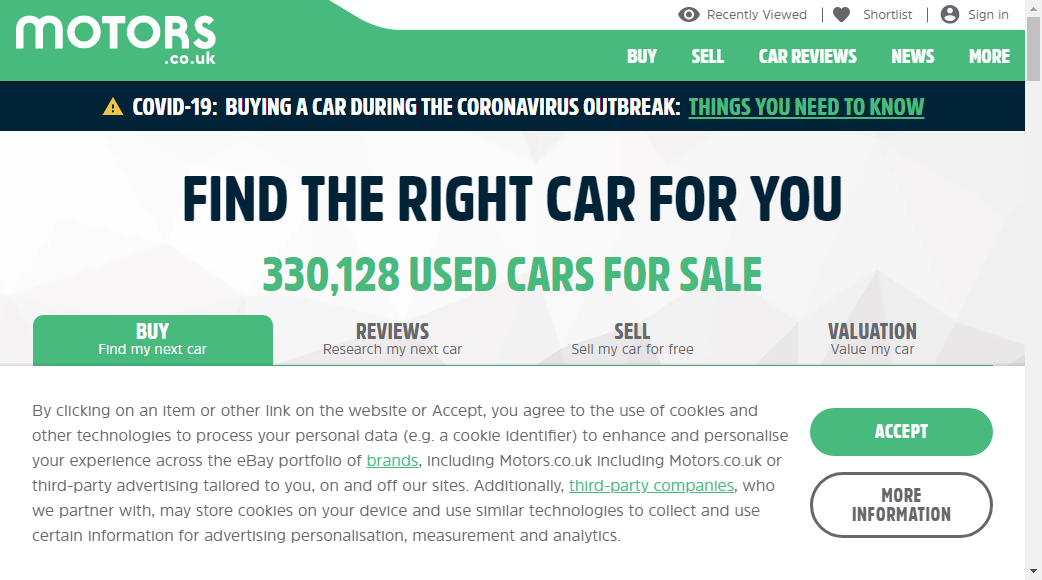 MOTORS
.co.uk
Recently Viewed | Shortlist | Sign in
BUY SELL CAR REVIEWS NEWS MORE
COVID-19: BUYING A CAR DURING THE CORONAVIRUS OUTBREAK: THINGS YOU NEED TO KNOW
FIND THE RIGHT CAR FOR YOU
330,128 USED CARS FOR SALE
BUY
Find my next car
REVIEWS
Research my next car
SELL
Sell my car for free
VALUATION
Value my car
By clicking on an item or other link on the website or Accept, you agree to the use of cookies and
other technologies to process your personal data (e.g. a cookie identifier) to enhance and personalise
your experience across the eBay portfolio of brands, including Motors.co.uk including Motors.co.uk or
third-party advertising tailored to you, on and off our sites. Additionally, third-party companies, who
we partner with, may store cookies on your device and use similar technologies to collect and use
certain information for advertising personalisation, measurement and analytics.
ACCEPT
MORE
INFORMATION